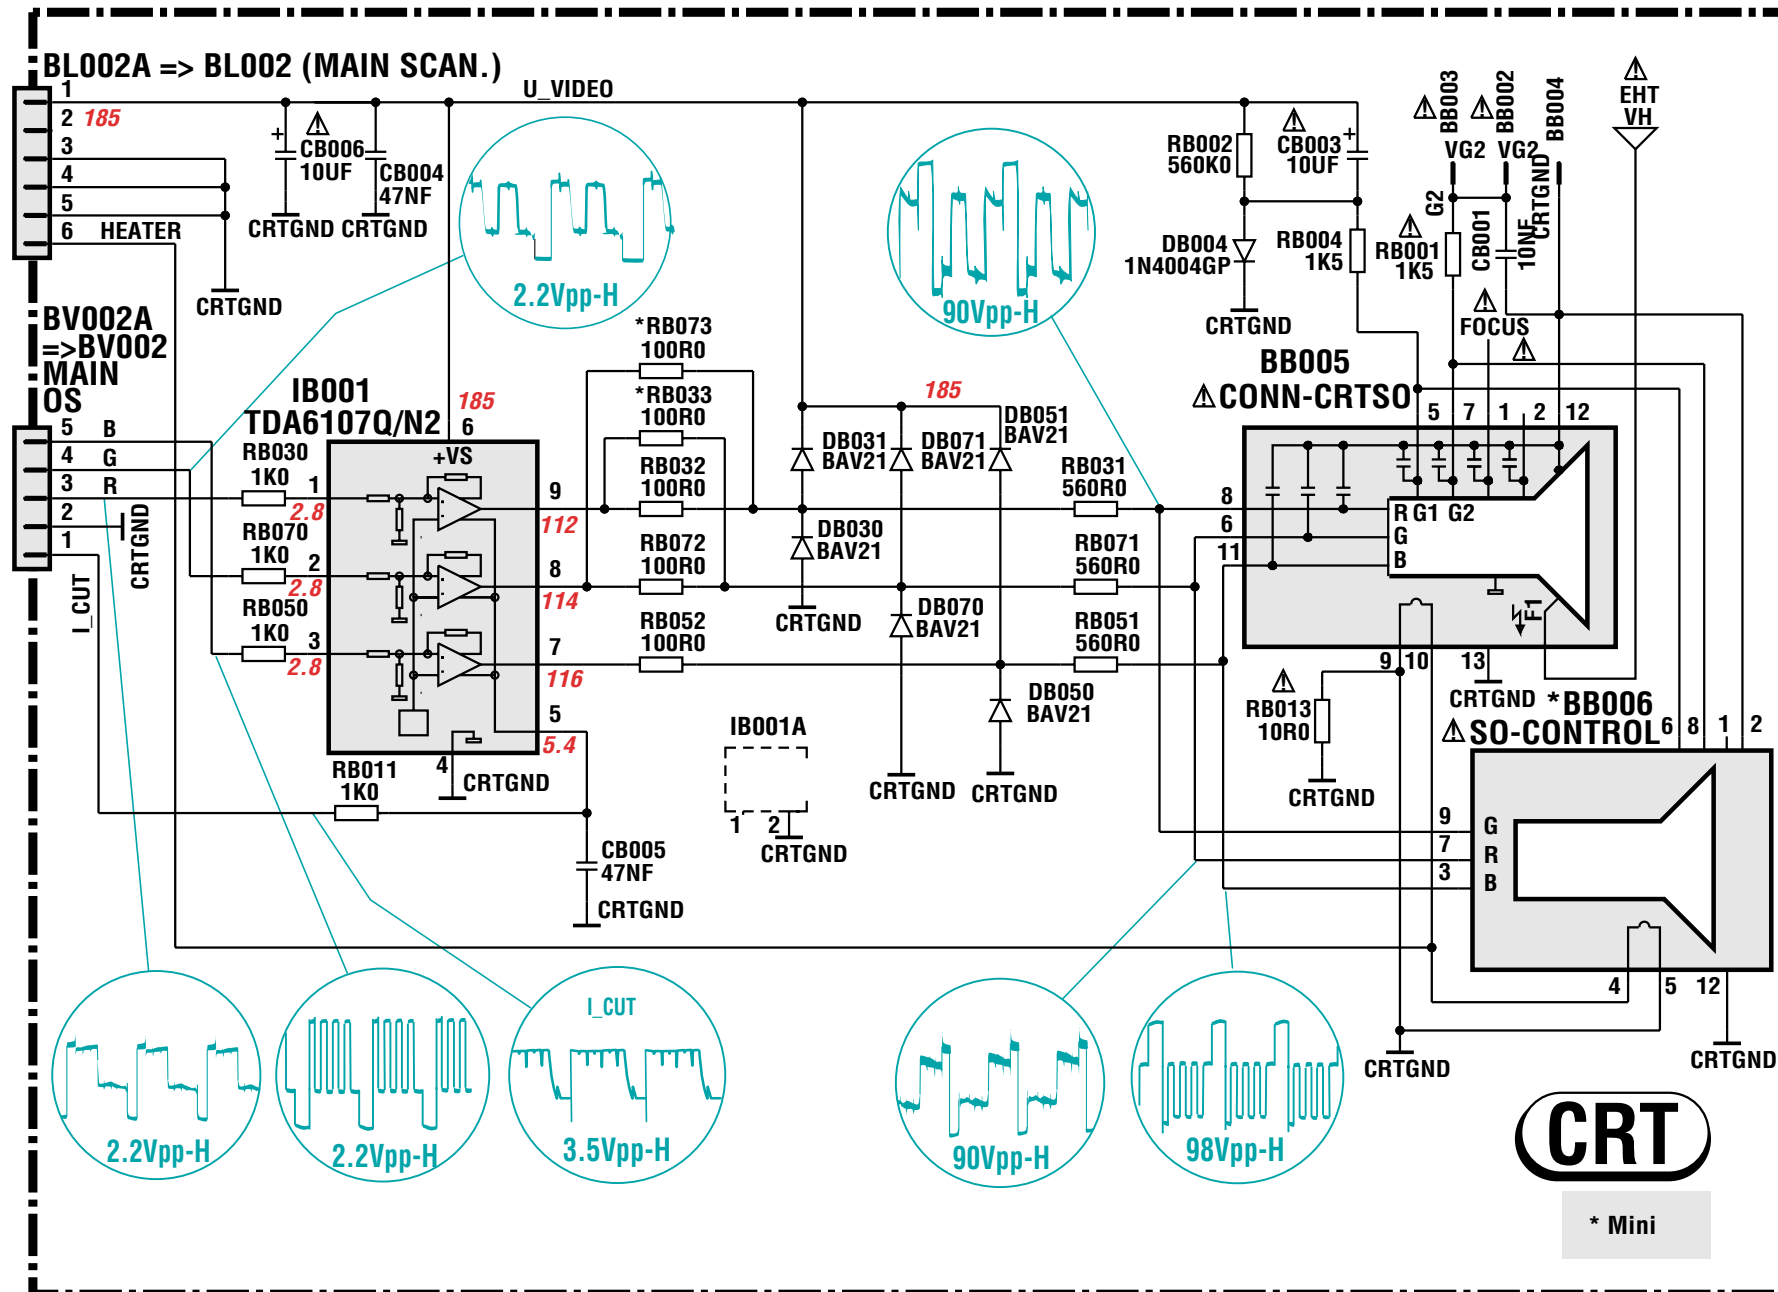 BL002A => BL002 (MAIN SCAN.)
1
2 185
3
4
5
6 HEATER
U_VIDEO
CB006
10UF
CB004
47NF
CRTGND CRTGND
CRTGND
2.2Vpp-H
90Vpp-H
RB002
560K0
CB003
10UF
DB004
1N4004GP
CRTGND
RB004
1K5
RB001
1K5
G2
CB001
10NF
BB003
BB002
BB004
VG2
VG2
CRTGND
EHT
VH
FOCUS
BV002A
=>BV002
MAIN
OS
5 B
4 G
3 R
2
1
CRTGND
I_CUT
RB030
1K0
1
2.8
RB070
1K0
2
2.8
RB050
1K0
3
2.8
IB001
TDA6107Q/N2
185
6
+VS
9
112
8
114
7
116
5
5.4
4
CRTGND
RB011
1K0
*RB073
100R0
*RB033
100R0
RB032
100R0
RB072
100R0
RB052
100R0
185
DB031
BAV21
DB071
BAV21
DB051
BAV21
DB030
BAV21
CRTGND
DB070
BAV21
CRTGND
DB050
BAV21
CRTGND
RB031
560R0
RB071
560R0
RB051
560R0
IB001A
1 2
CRTGND
CB005
47NF
CRTGND
BB005
CONN-CRTSO
5 7 1 2 12
8
6
11
R G1 G2
G
B
F1
9 10 13
CRTGND
RB013
10R0
CRTGND
*BB006
SO-CONTROL
6 8 1 2
9 G
7 R
3 B
4 5 12
CRTGND
CRTGND
2.2Vpp-H
2.2Vpp-H
I_CUT
3.5Vpp-H
90Vpp-H
98Vpp-H
CRT
* Mini